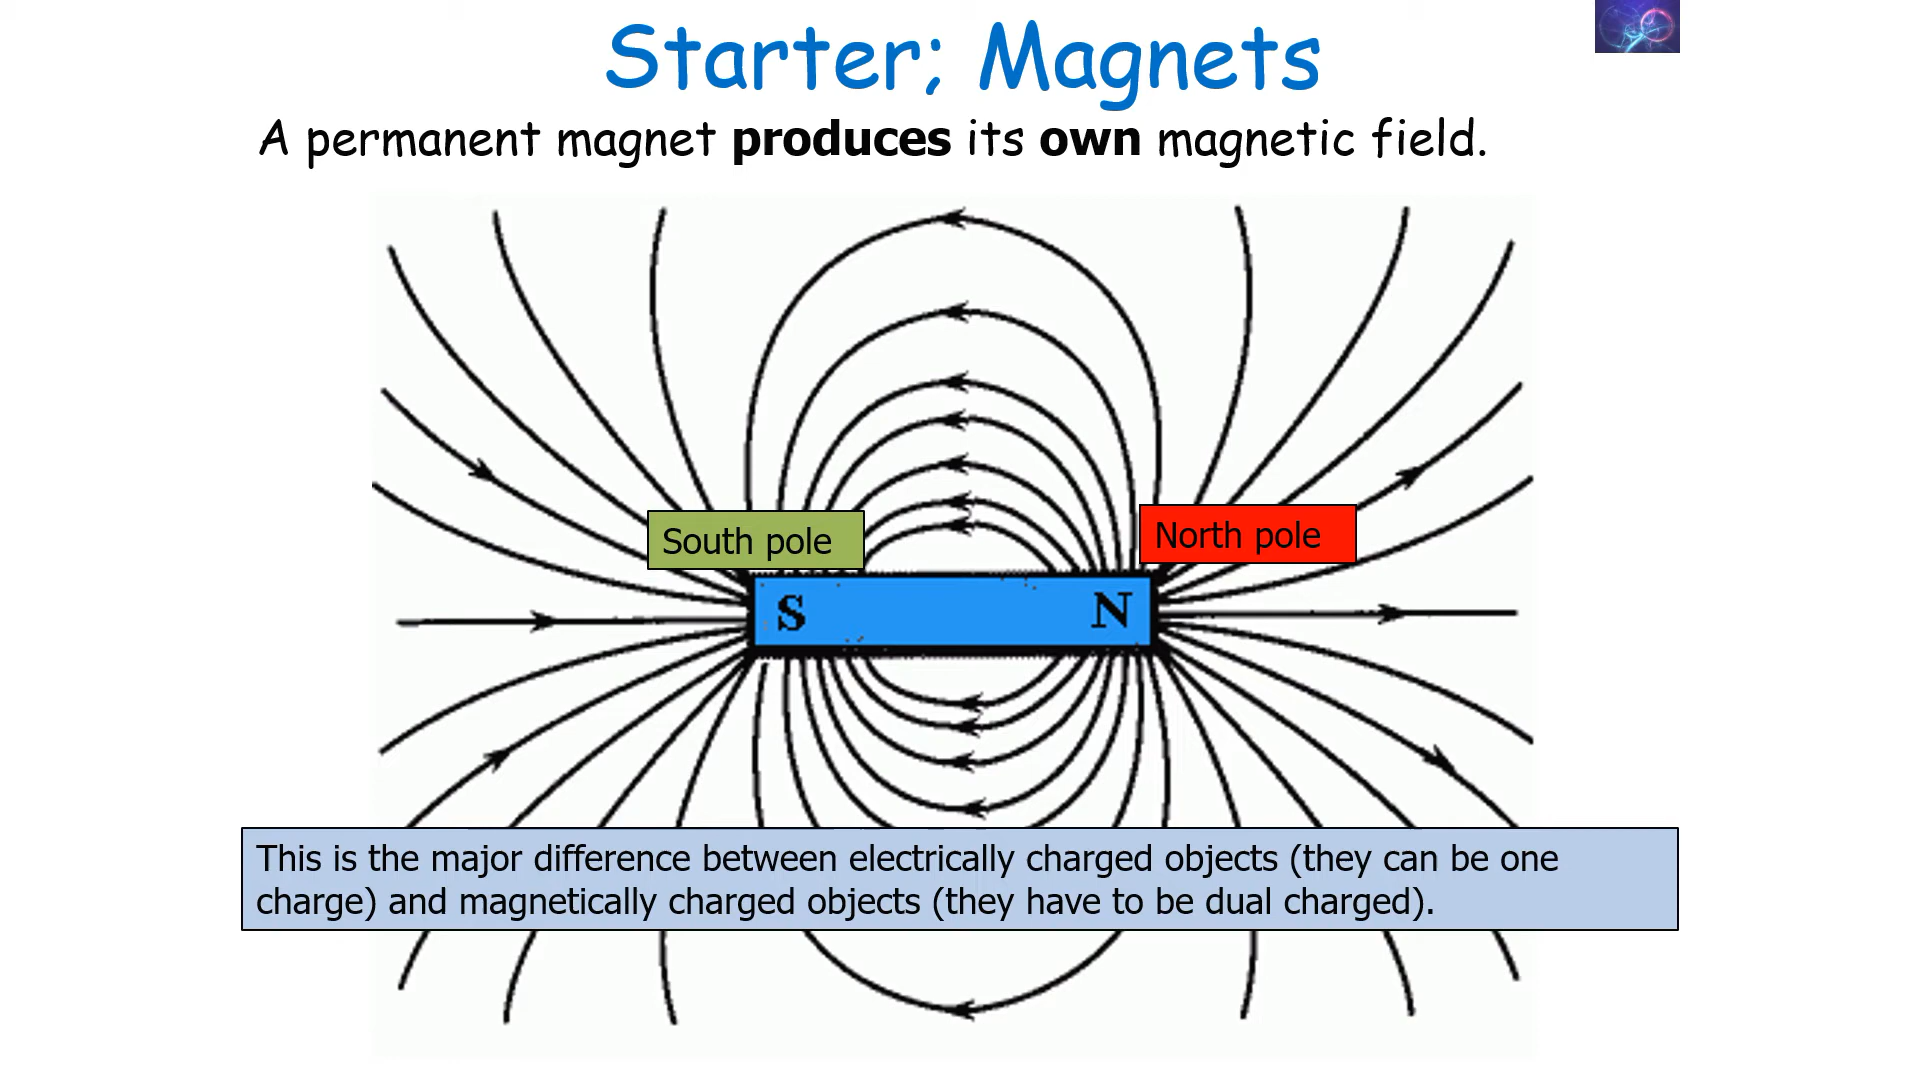 Starter; Magnets
A permanent magnet produces its own magnetic field.
South pole
North pole
S
N
This is the major difference between electrically charged objects (they can be one
charge) and magnetically charged objects (they have to be dual charged).